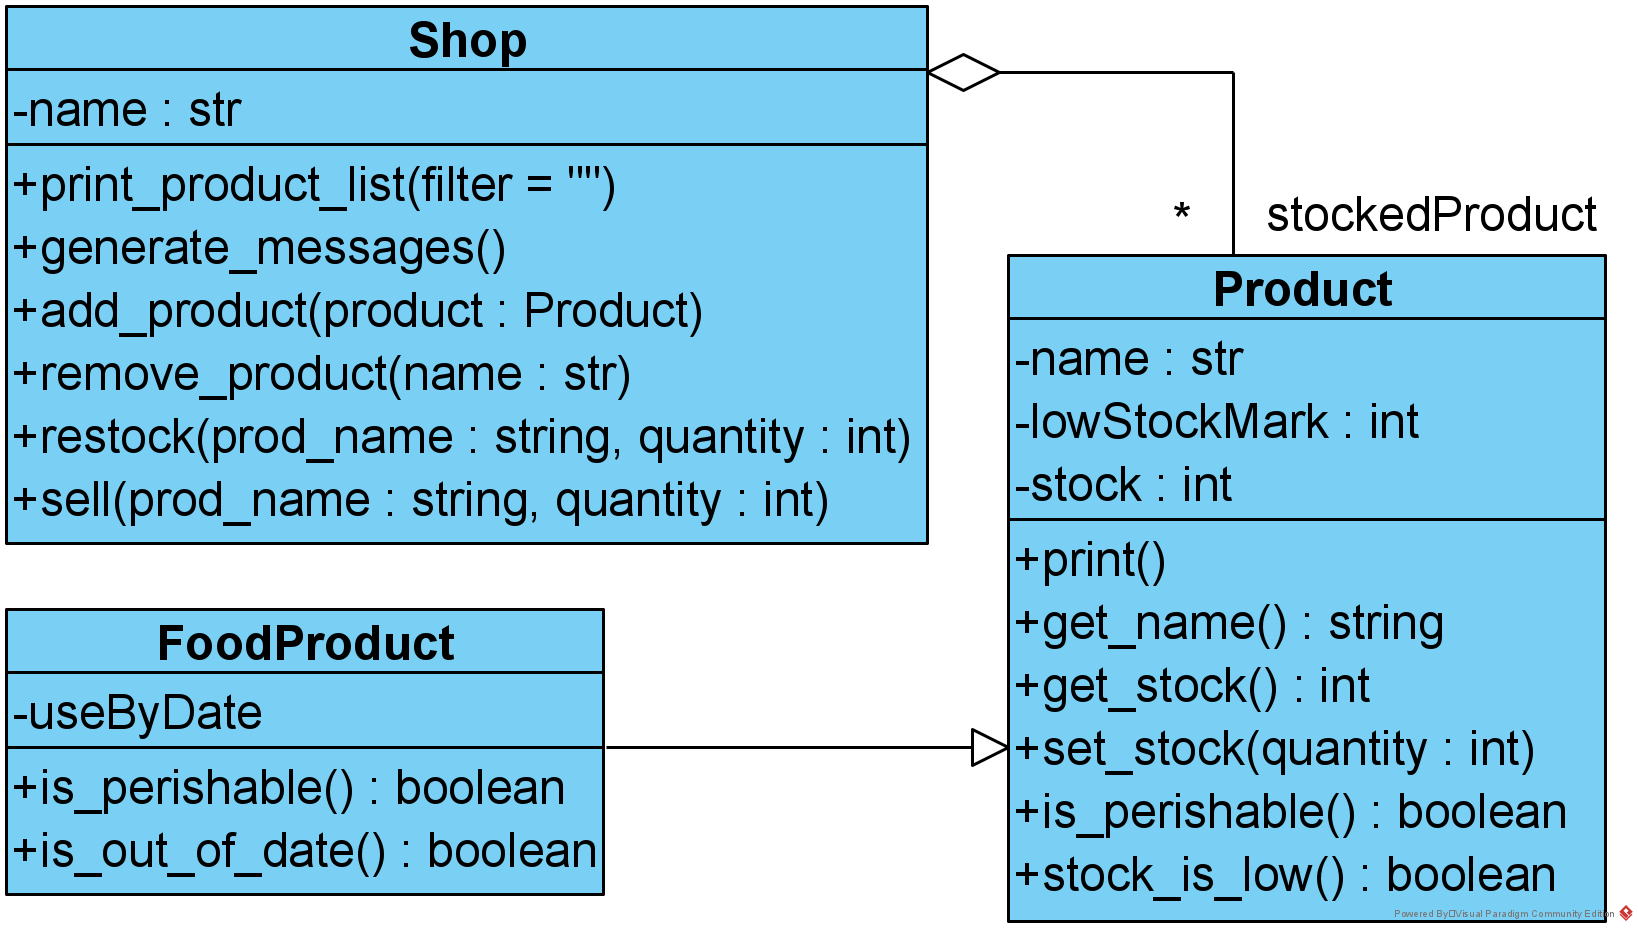 Shop
-name : str
+print_product_list(filter = "")
+generate_messages()
+add_product(product : Product)
+remove_product(name : str)
+restock(prod_name : string, quantity : int)
+sell(prod_name : string, quantity : int)
* stockedProduct
Product
-name : str
-lowStockMark : int
-stock : int
+print()
+get_name() : string
+get_stock() : int
+set_stock(quantity : int)
+is_perishable() : boolean
+stock_is_low() : boolean
FoodProduct
-useByDate
+is_perishable() : boolean
+is_out_of_date() : boolean
Powered By□Visual Paradigm Community Edition